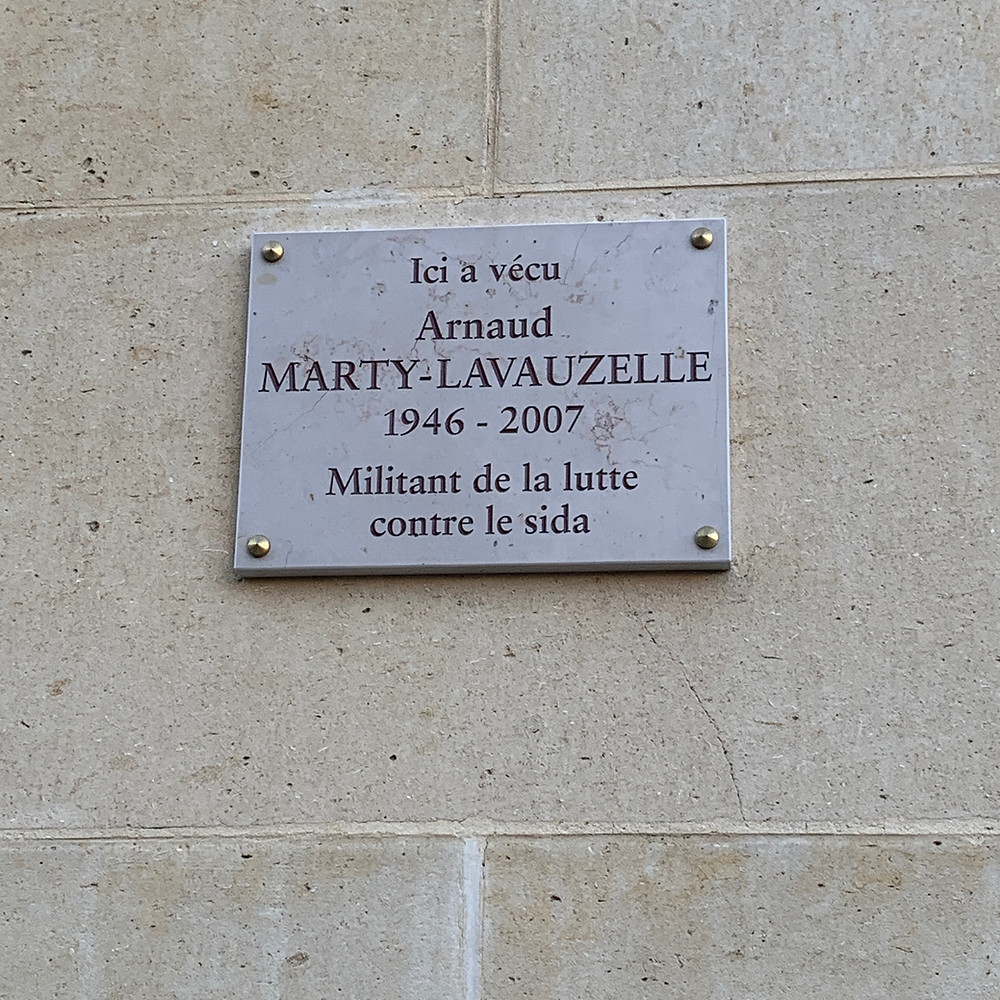 Ici a vécu
Arnaud
MARTY-LAVAUZELLE
1946 - 2007
Militant de la lutte
contre le sida